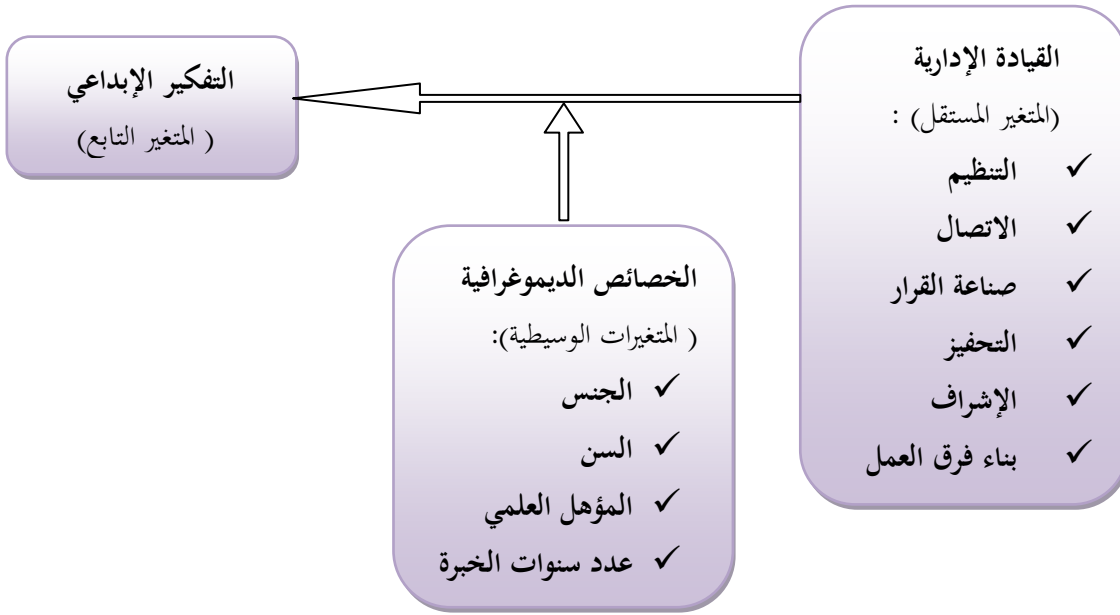 القيادة الإدارية
(المتغير المستقل) :
✓ التنظيم
✓ الاتصال
✓ صناعة القرار
✓ التحفيز
✓ الإشراف
✓ بناء فرق العمل
التفكير الإبداعي
( المتغير التابع)
الخصائص الديموغرافية
( المتغيرات الوسيطية):
✓ الجنس
✓ السن
✓ المؤهل العلمي
✓ عدد سنوات الخبرة